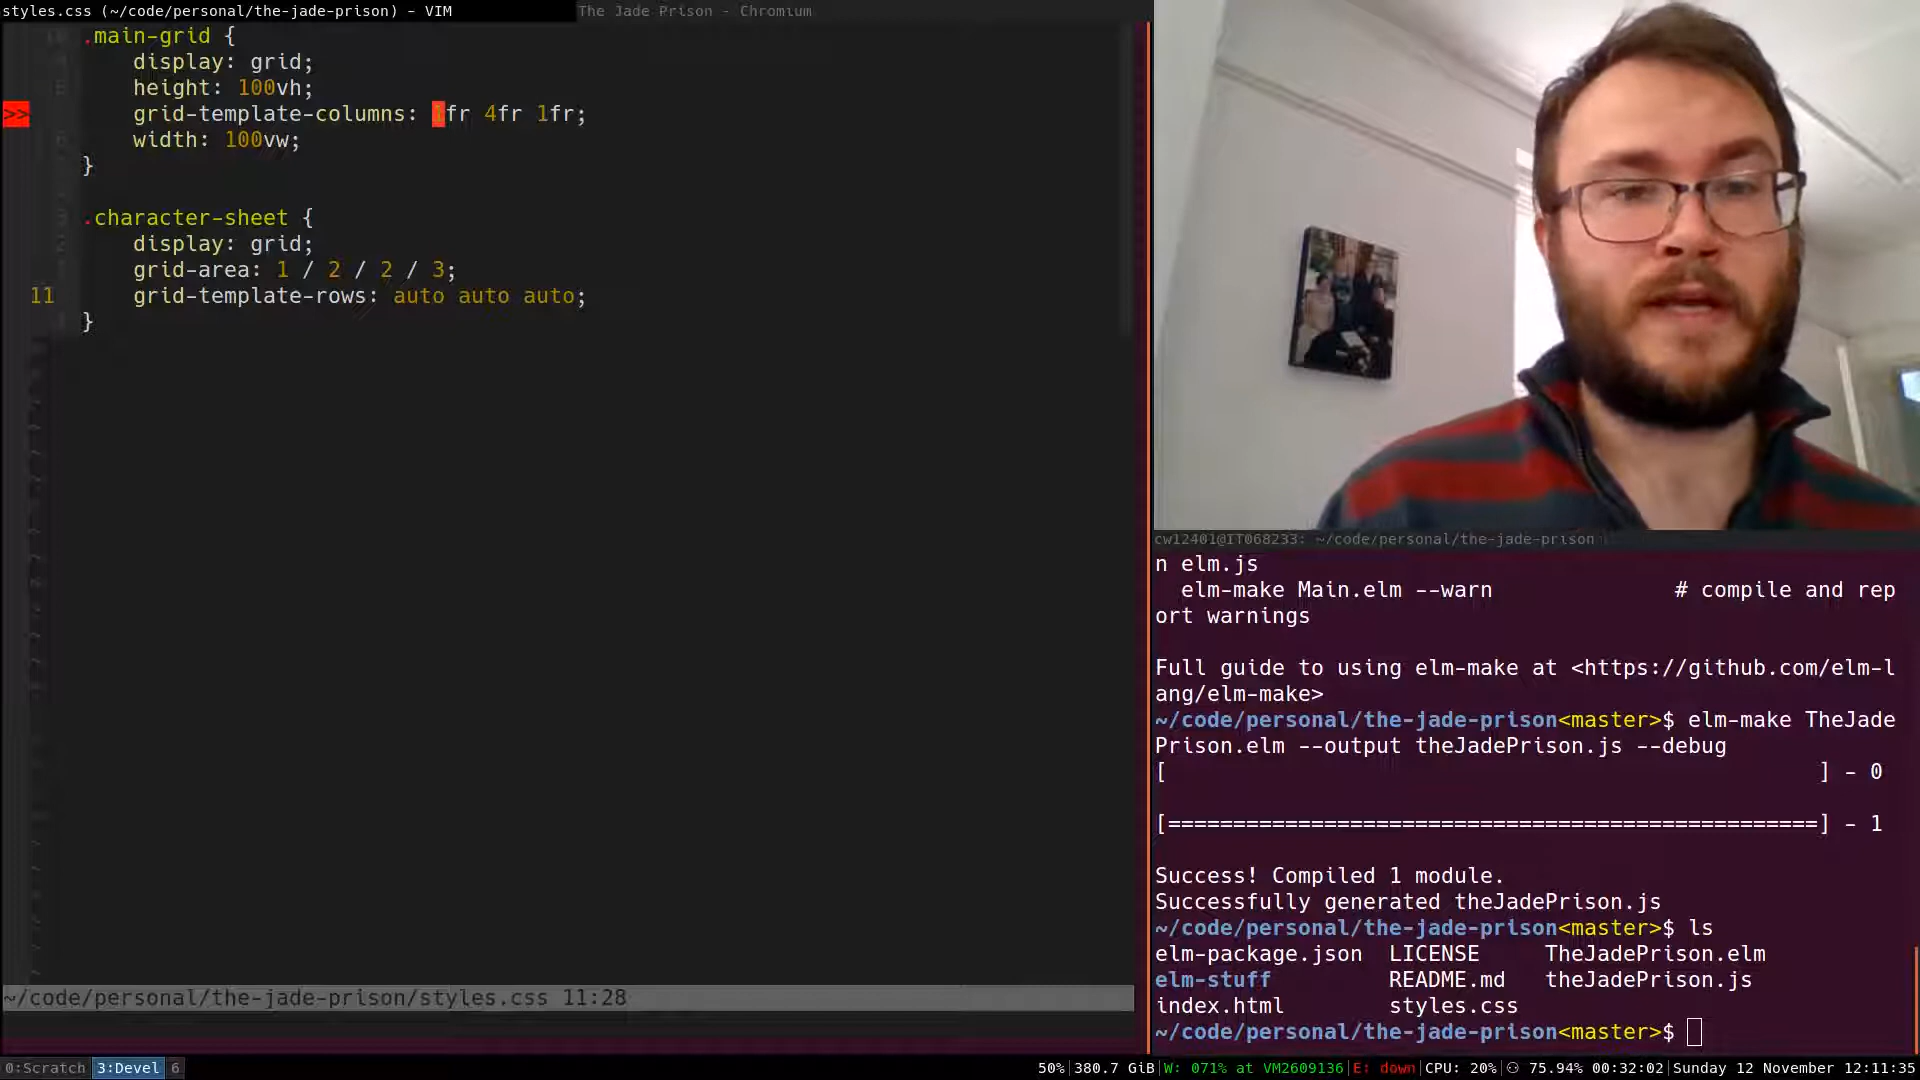 styles.css (~/code/personal/the-jade-prison) - VIM
The Jade Prison - Chromium
.main-grid {
display: grid;
height: 100vh;
>> grid-template-columns: 1fr 4fr 1fr;
width: 100vw;
}
.character-sheet {
display: grid;
grid-area: 1 / 2 / 2 / 3;
11 grid-template-rows: auto auto auto;
}
~/code/personal/the-jade-prison/styles.css 11:28
cw12401@IT068233: ~/code/personal/the-jade-prison
n elm.js
elm-make Main.elm --warn # compile and rep
ort warnings
Full guide to using elm-make at <https://github.com/elm-l
ang/elm-make>
~/code/personal/the-jade-prison<master>$ elm-make TheJade
Prison.elm --output theJadePrison.js --debug
[ ] - 0
[==================================================] - 1
Success! Compiled 1 module.
Successfully generated theJadePrison.js
~/code/personal/the-jade-prison<master>$ ls
elm-package.json LICENSE TheJadePrison.elm
elm-stuff README.md theJadePrison.js
index.html styles.css
~/code/personal/the-jade-prison<master>$
0:Scratch 3:Devel 6
50%|380.7 GiB|W: 071% at VM2609136|E: down|CPU: 20%|75.94% 00:32:02|Sunday 12 November 12:11:35